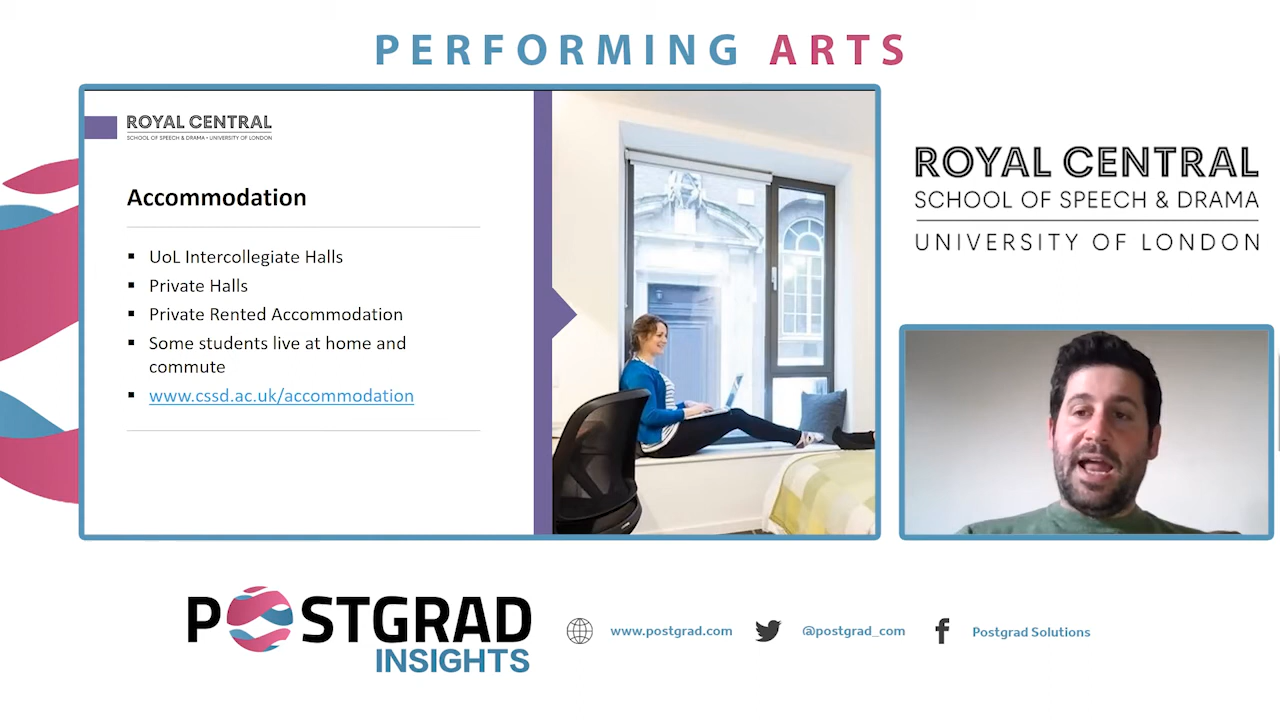 PERFORMING ARTS
ROYAL CENTRAL
SCHOOL OF SPEECH & DRAMA • UNIVERSITY OF LONDON
Accommodation
▪ UoL Intercollegiate Halls
▪ Private Halls
▪ Private Rented Accommodation
▪ Some students live at home and
commute
▪ www.cssd.ac.uk/accommodation
ROYAL CENTRAL
SCHOOL OF SPEECH & DRAMA
UNIVERSITY OF LONDON
POSTGRAD
INSIGHTS
www.postgrad.com
@postgrad_com
Postgrad Solutions